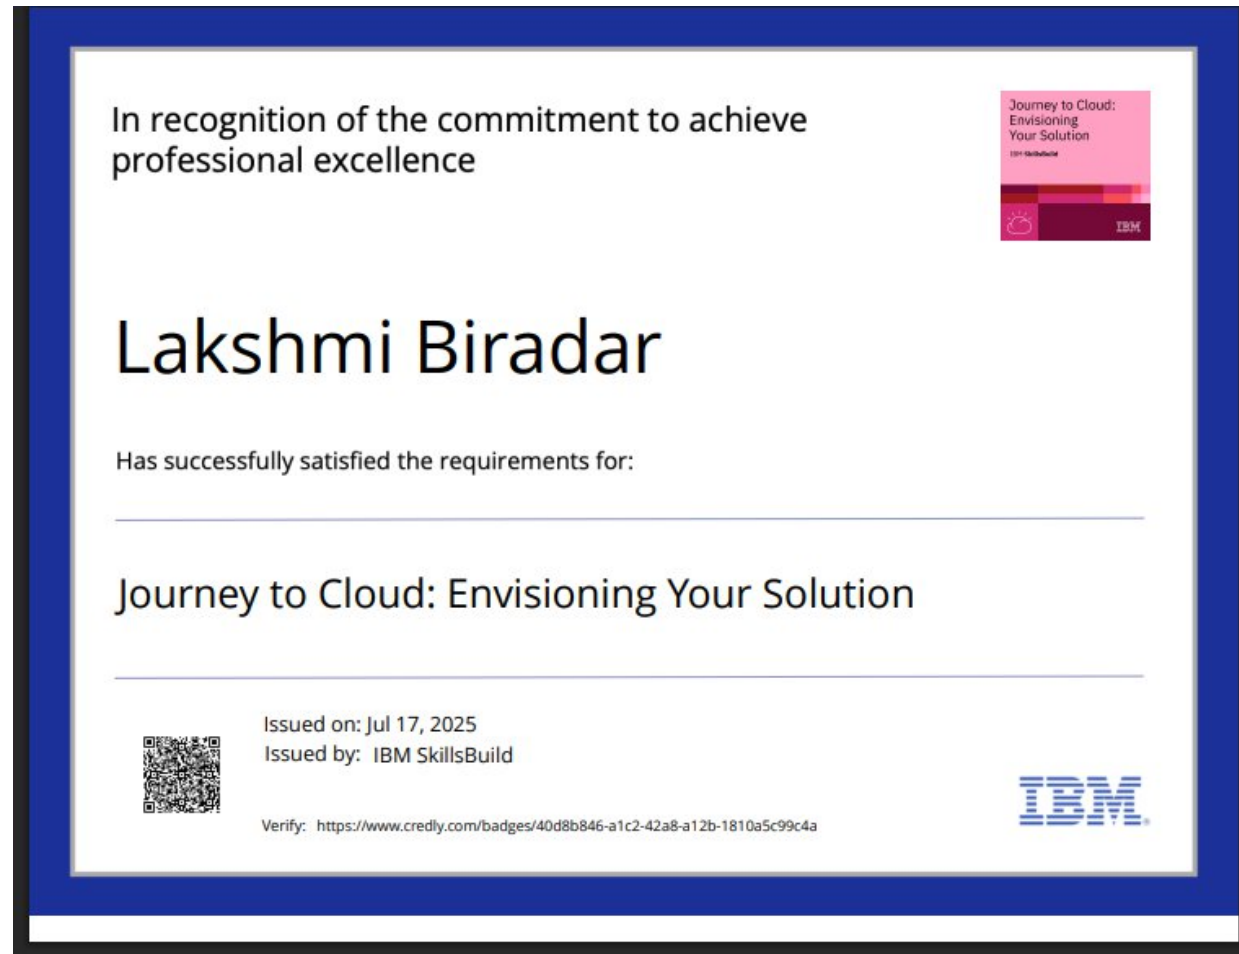 In recognition of the commitment to achieve
professional excellence
Journey to Cloud:
Envisioning
Your Solution
IBM SkillsBuild
IBM
Lakshmi Biradar
Has successfully satisfied the requirements for:
Journey to Cloud: Envisioning Your Solution
Issued on: Jul 17, 2025
Issued by: IBM SkillsBuild
Verify: https://www.credly.com/badges/40d8b846-a1c2-42a8-a12b-1810a5c99c4a
IBM.